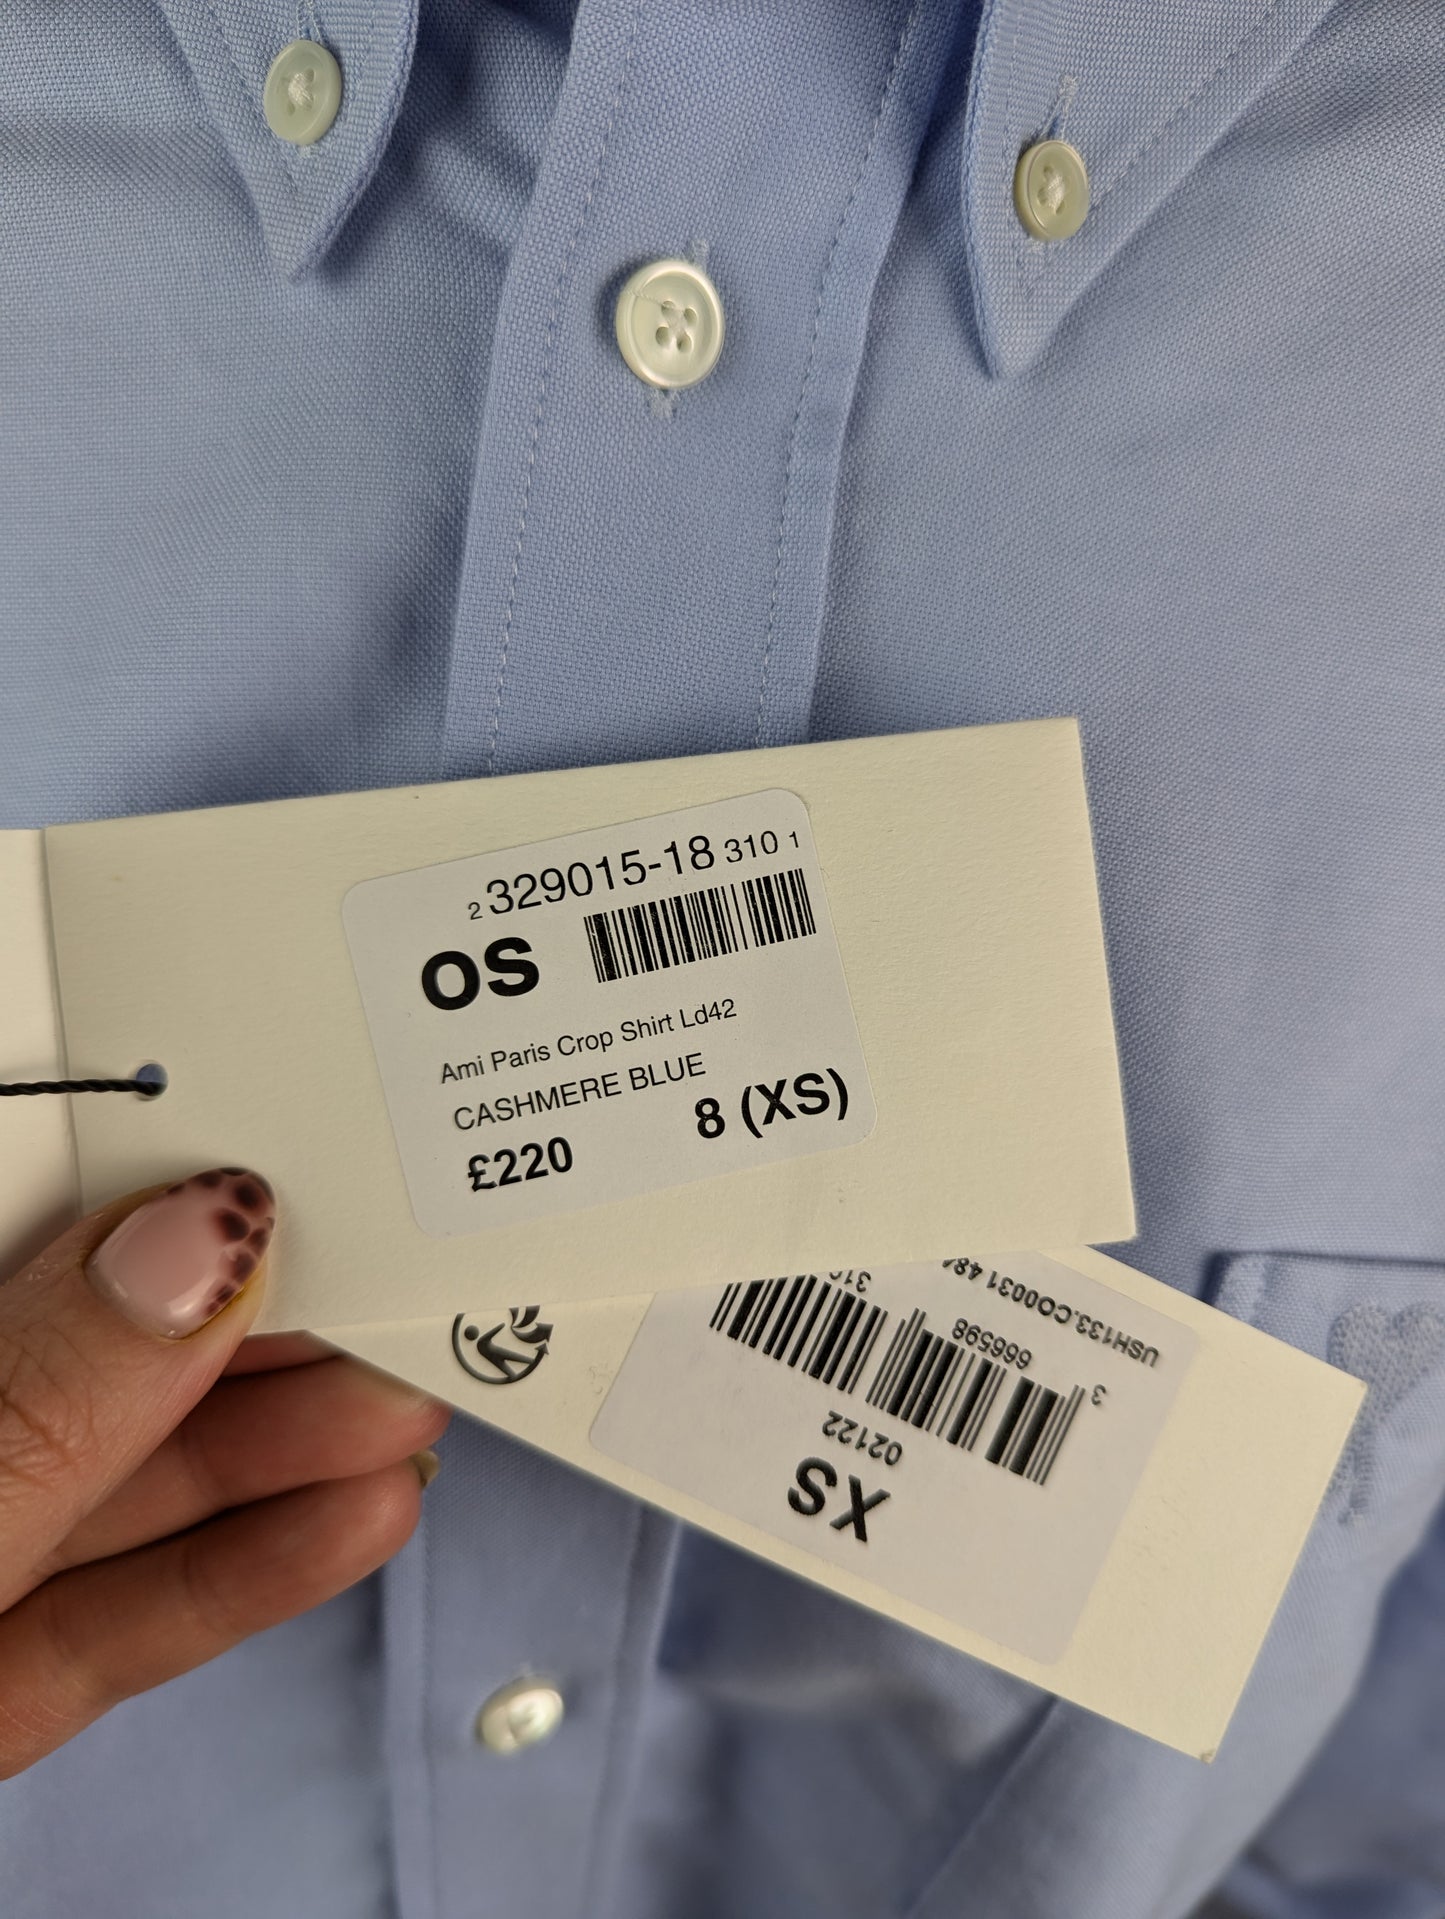 2 329015-18 310 1
OS
Ami Paris Crop Shirt Ld42
CASHMERE BLUE
£220 8 (XS)
XS
02122
3 666598
USH133.CO0031